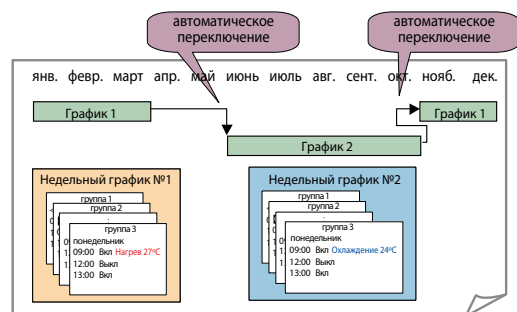 автоматическое
переключение
автоматическое
переключение
янв. февр. март апр. май июнь июль авг. сент. окт. нояб. дек.
График 1
График 1
График 2
Недельный график №1
группа 1
группа 2
группа 3
понедельник
09:00 Вкл Нагрев 27ºC
12:00 Выкл
13:00 Вкл
Недельный график №2
группа 1
группа 2
группа 3
понедельник
09:00 Вкл Охлаждение 24ºC
12:00 Выкл
13:00 Вкл